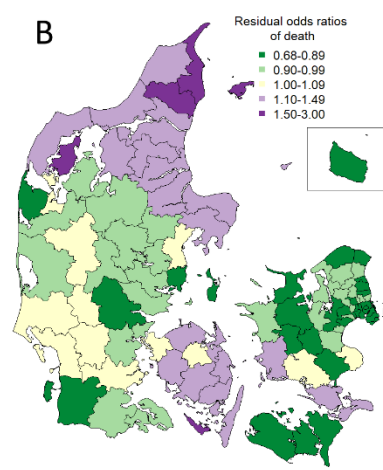 B
Residual odds ratios
of death
0.68-0.89
0.90-0.99
1.00-1.09
1.10-1.49
1.50-3.00